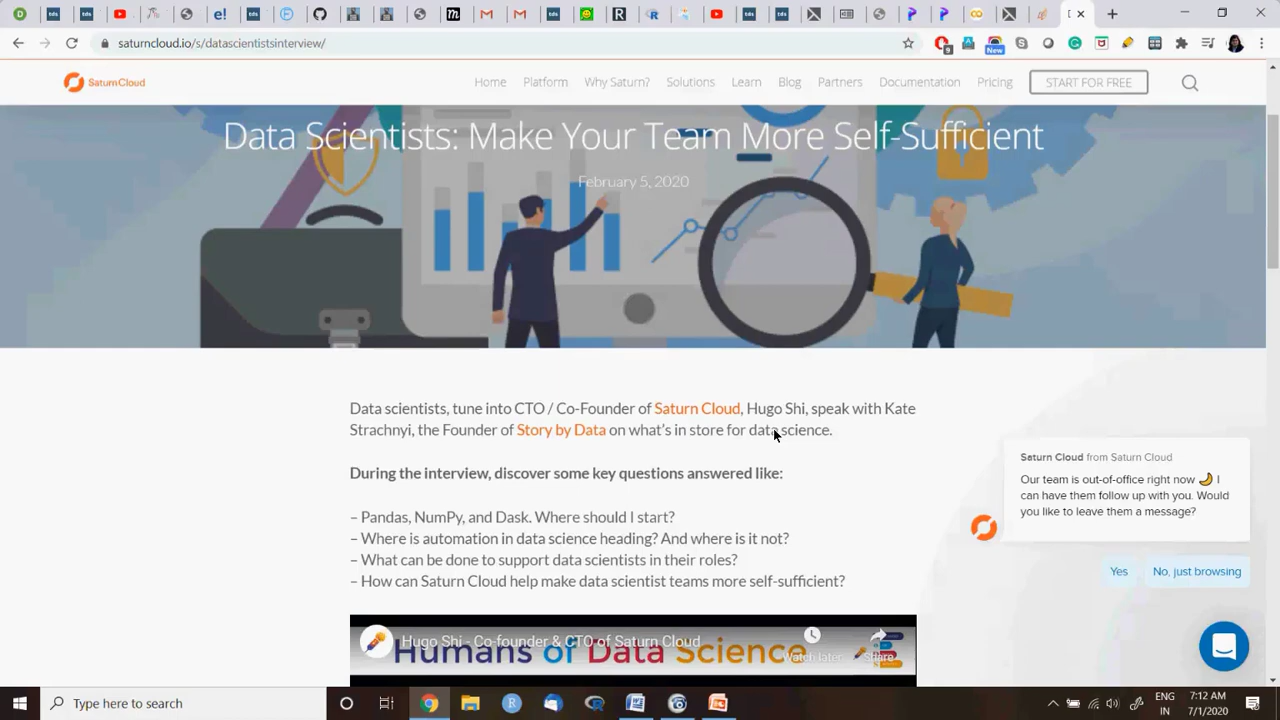 saturncloud.io/s/datascientistsinterview/
9
New
SaturnCloud
Home Platform Why Saturn? Solutions Learn Blog Partners Documentation Pricing START FOR FREE
Data Scientists: Make Your Team More Self-Sufficient
February 5, 2020
Data scientists, tune into CTO / Co-Founder of Saturn Cloud, Hugo Shi, speak with Kate
Strachnyi, the Founder of Story by Data on what's in store for data science.
During the interview, discover some key questions answered like:
– Pandas, NumPy, and Dask. Where should I start?
– Where is automation in data science heading? And where is it not?
– What can be done to support data scientists in their roles?
– How can Saturn Cloud help make data scientist teams more self-sufficient?
Saturn Cloud from Saturn Cloud
Our team is out-of-office right now 🌙 I
can have them follow up with you. Would
you like to leave them a message?
Yes No, just browsing
Hugo Shi - Co-founder & CTO of Saturn Cloud
Humans of Data Science
Watch later Share
Type here to search
ENG
IN
7:12 AM
7/1/2020